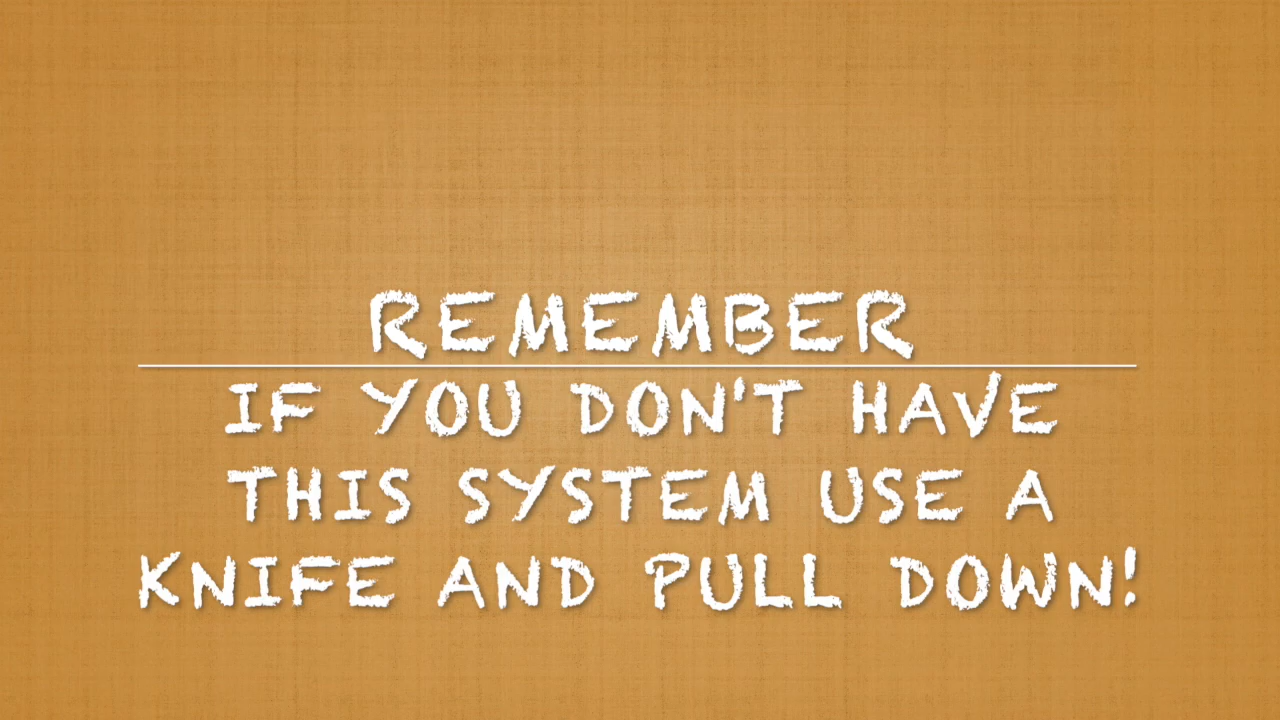 REMEMBER
IF YOU DON'T HAVE
THIS SYSTEM USE A
KNIFE AND PULL DOWN!